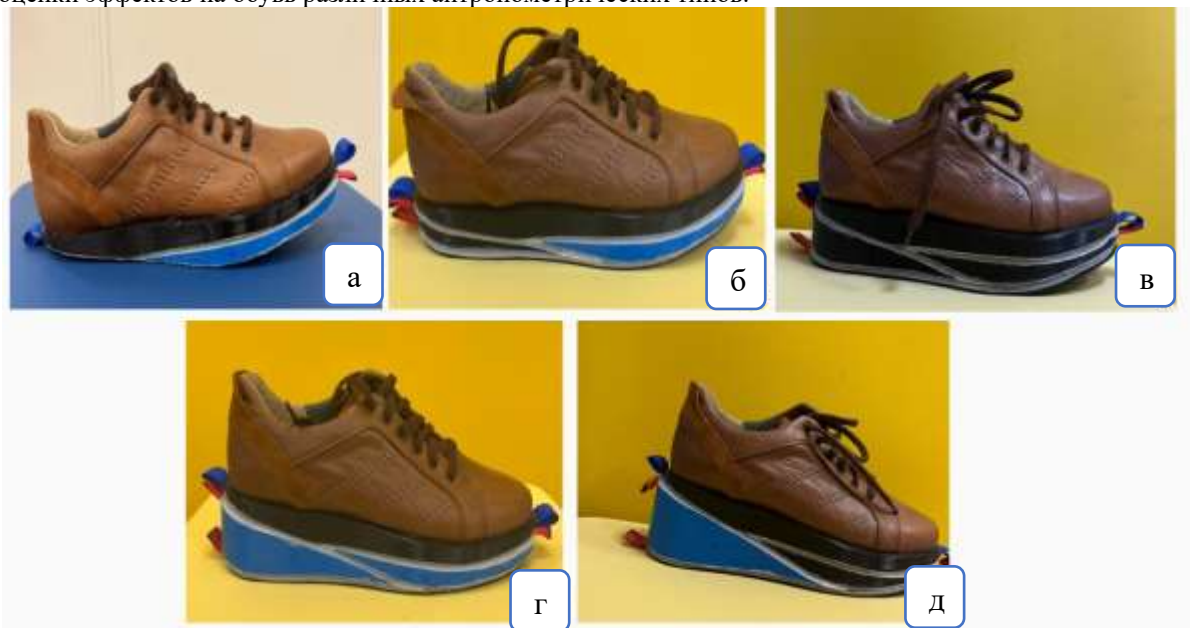 оценки эффектов на обувь различных антропометрических типов.
а
б
в
г
д